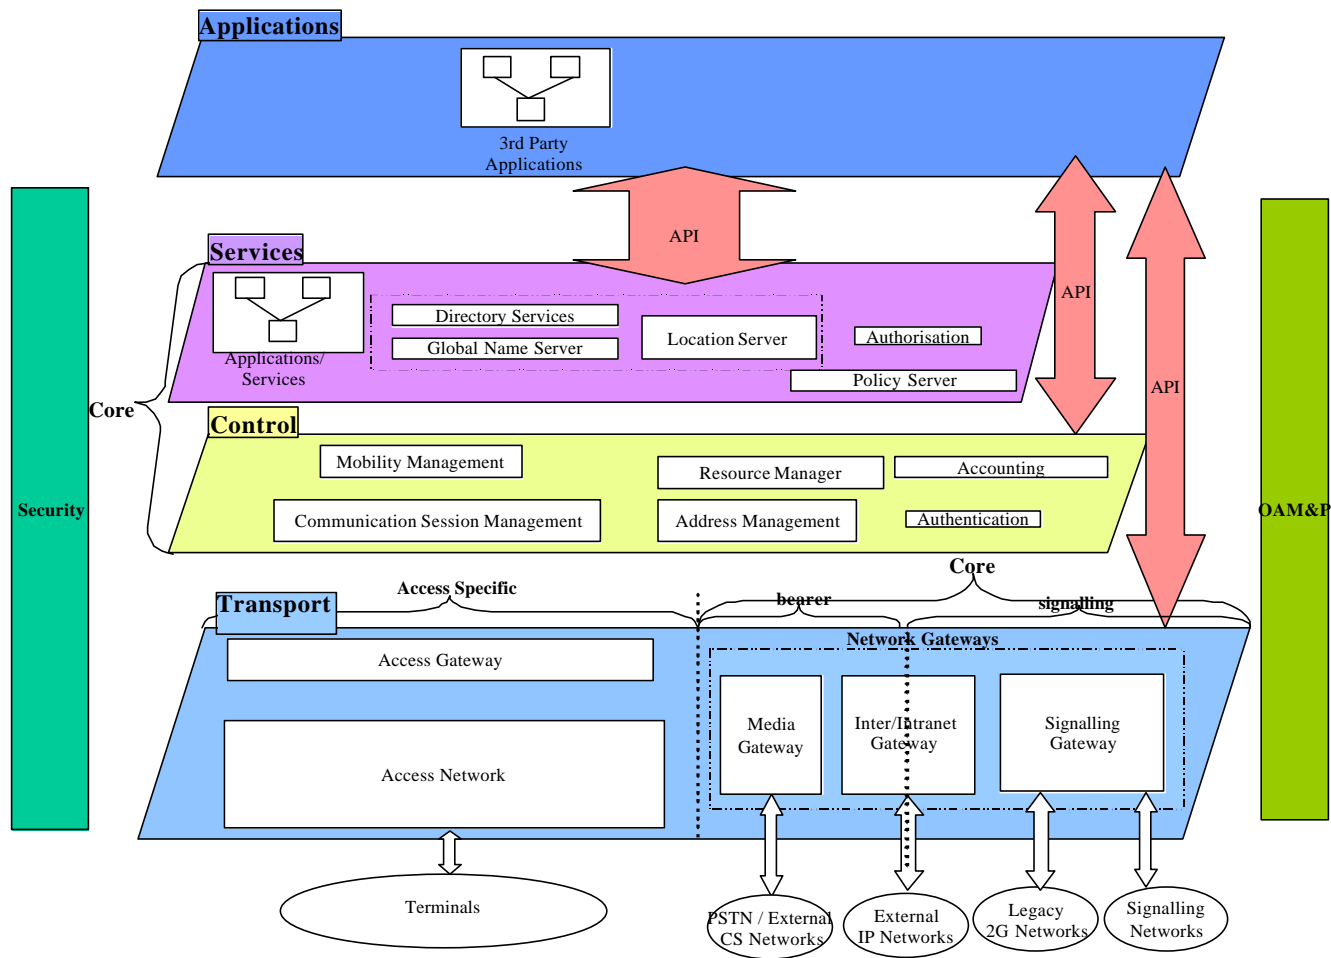 Applications
3rd Party
Applications
API
API
API
Services
Applications/
Services
Directory Services
Global Name Server
Location Server
Authorisation
Policy Server
Core
Control
Mobility Management
Resource Manager
Accounting
Communication Session Management
Address Management
Authentication
Security
OAM&P
Core
Access Specific
bearer
signalling
Transport
Network Gateways
Access Gateway
Access Network
Media
Gateway
Inter/Intranet
Gateway
Signalling
Gateway
Terminals
PSTN / External
CS Networks
External
IP Networks
Legacy
2G Networks
Signalling
Networks